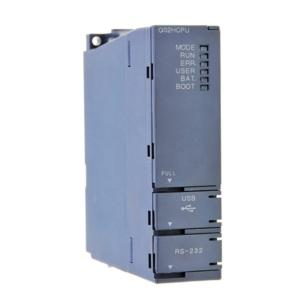 Q02HCPU
MODE
RUN
ERR.
USER
BAT.
BOOT
PULL
USB
RS-232